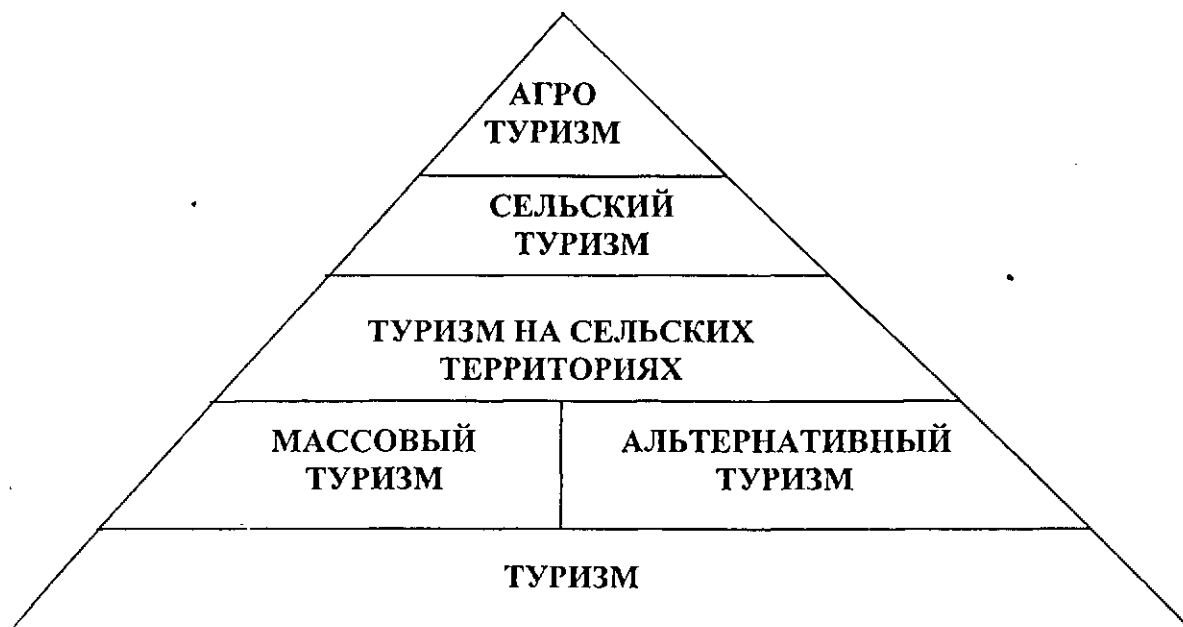 АГРО
ТУРИЗМ
СЕЛЬСКИЙ
ТУРИЗМ
ТУРИЗМ НА СЕЛЬСКИХ
ТЕРРИТОРИЯХ
МАССОВЫЙ
ТУРИЗМ
АЛЬТЕРНАТИВНЫЙ
ТУРИЗМ
ТУРИЗМ